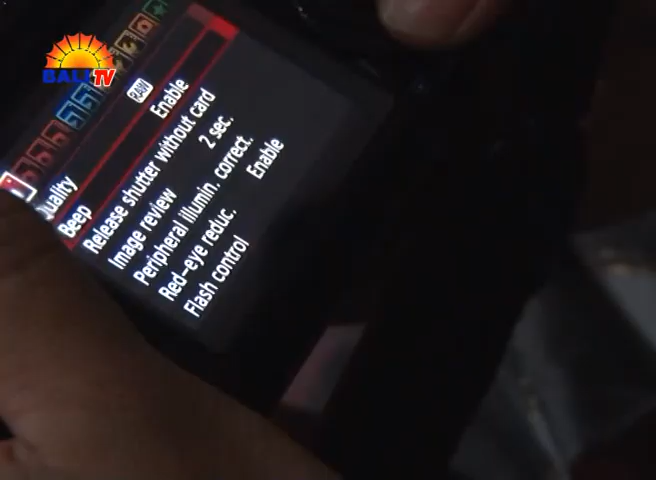 BALI TV
Quality RAW
Beep Enable
Release shutter without card
Image review 2 sec.
Peripheral illumin. correct.
Red-eye reduc. Enable
Flash control